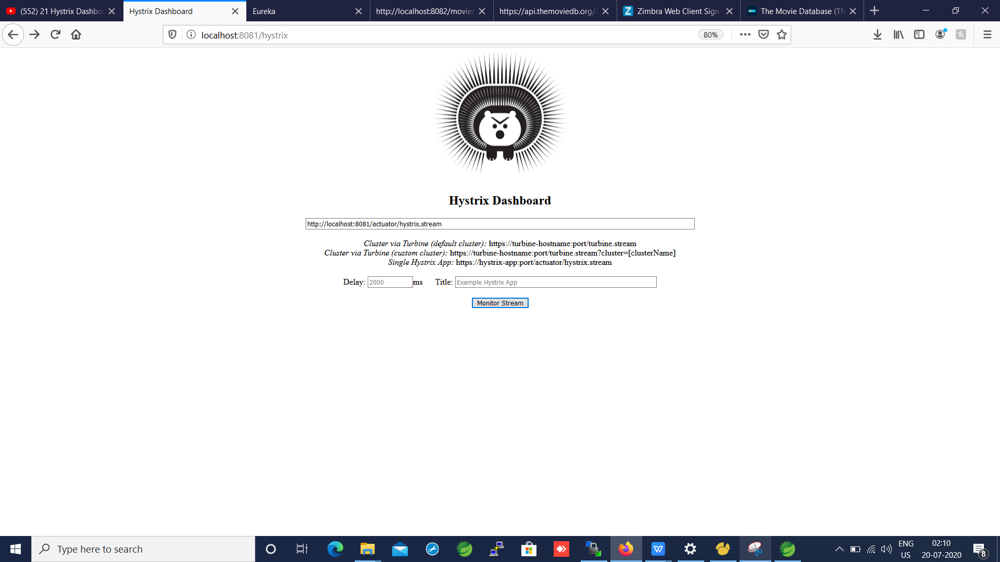 (552) 21 Hystrix Dashbo
Hystrix Dashboard
Eureka
http://localhost:8082/movies
https://api.themoviedb.org/3
Zimbra Web Client Sign
The Movie Database (TM
localhost:8081/hystrix
80%
Hystrix Dashboard
http://localhost:8081/actuator/hystrix.stream
Cluster via Turbine (default cluster): https://turbine-hostname:port/turbine.stream
Cluster via Turbine (custom cluster): https://turbine-hostname:port/turbine.stream?cluster=[clusterName]
Single Hystrix App: https://hystrix-app:port/actuator/hystrix.stream
Delay: 2000 ms Title: Example Hystrix App
Monitor Stream
Type here to search
ENG
US
02:10
20-07-2020
8